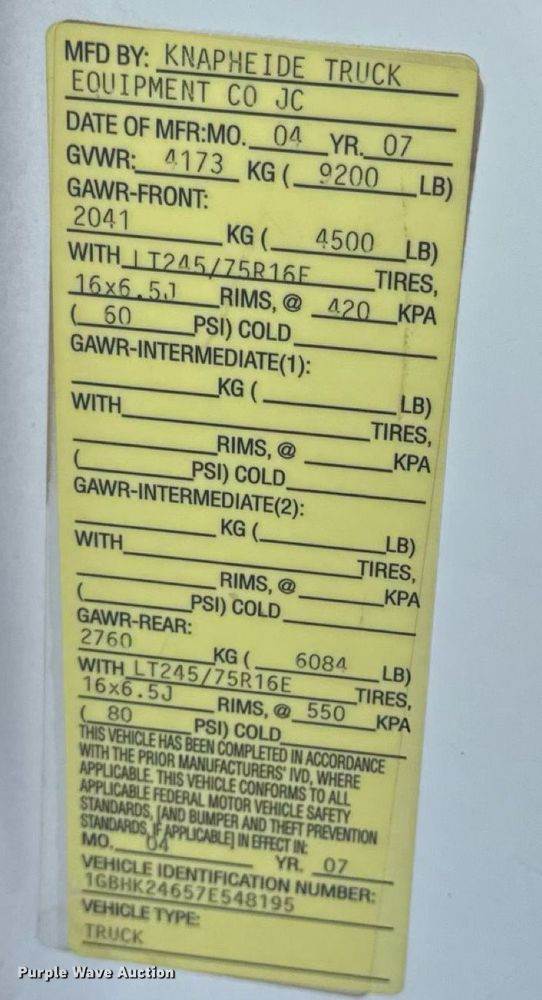 MFD BY: KNAPHEIDE TRUCK
EQUIPMENT CO JC
DATE OF MFR:MO. 04 YR. 07
GVWR: 4173 KG ( 9200 LB)
GAWR-FRONT:
2041 KG ( 4500 LB)
WITH LT245/75R16E TIRES,
16x6.5J RIMS, @ 420 KPA
( 60 PSI) COLD
GAWR-INTERMEDIATE(1):
KG ( LB)
WITH TIRES,
RIMS, @ KPA
( PSI) COLD
GAWR-INTERMEDIATE(2):
KG ( LB)
WITH TIRES,
RIMS, @ KPA
( PSI) COLD
GAWR-REAR:
2760 KG ( 6084 LB)
WITH LT245/75R16E TIRES,
16x6.5J RIMS, @ 550 KPA
( 80 PSI) COLD
THIS VEHICLE HAS BEEN COMPLETED IN ACCORDANCE
WITH THE PRIOR MANUFACTURERS' IVD, WHERE
APPLICABLE. THIS VEHICLE CONFORMS TO ALL
APPLICABLE FEDERAL MOTOR VEHICLE SAFETY
STANDARDS, [AND BUMPER AND THEFT PREVENTION
STANDARDS, IF APPLICABLE] IN EFFECT IN:
MO. 04 YR. 07
VEHICLE IDENTIFICATION NUMBER:
1GBHK24657E548195
VEHICLE TYPE:
TRUCK
Purple Wave Auction